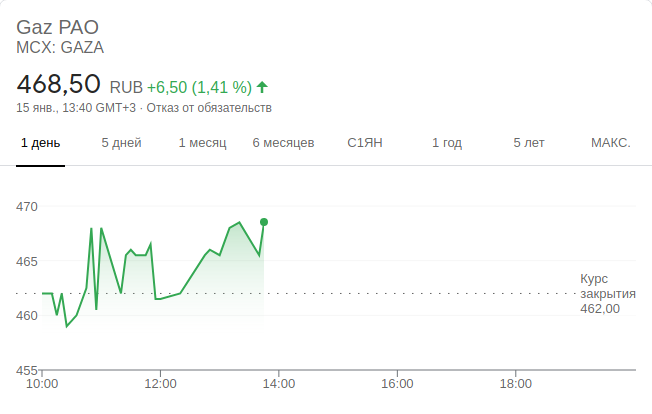 Gaz PAO
MCX: GAZA
468,50 RUB +6,50 (1,41 %)
15 янв., 13:40 GMT+3 · Отказ от обязательств
1 день 5 дней 1 месяц 6 месяцев С1ЯН 1 год 5 лет МАКС.
470
465
460
455
Курс
закрытия
462,00
10:00 12:00 14:00 16:00 18:00